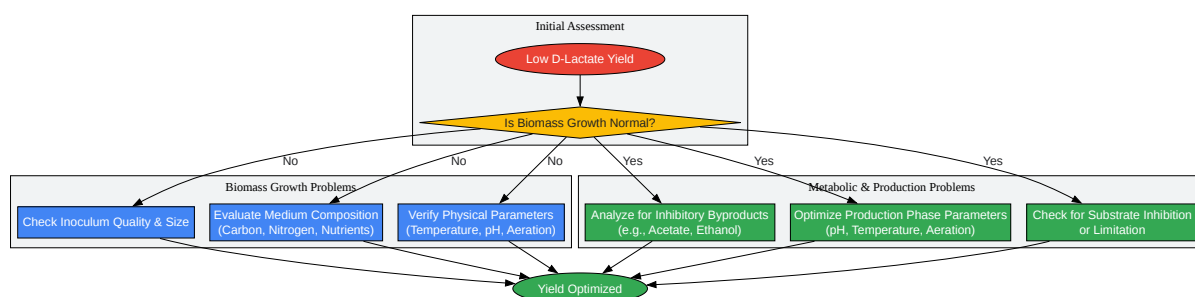 Initial Assessment
Low D-Lactate Yield
Is Biomass Growth Normal?
No
No
No
Yes
Yes
Yes
Biomass Growth Problems
Metabolic & Production Problems
Check Inoculum Quality & Size
Evaluate Medium Composition
(Carbon, Nitrogen, Nutrients)
Verify Physical Parameters
(Temperature, pH, Aeration)
Analyze for Inhibitory Byproducts
(e.g., Acetate, Ethanol)
Optimize Production Phase Parameters
(pH, Temperature, Aeration)
Check for Substrate Inhibition
or Limitation
Yield Optimized